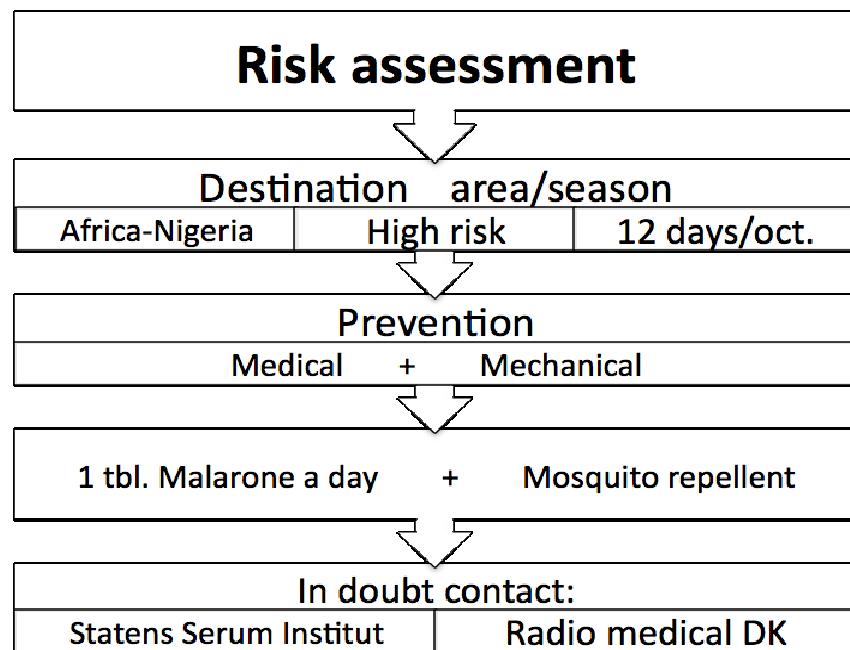 Risk assessment
Destination area/season
Africa-Nigeria High risk 12 days/oct.
Prevention
Medical + Mechanical
1 tbl. Malarone a day + Mosquito repellent
In doubt contact:
Statens Serum Institut Radio medical DK